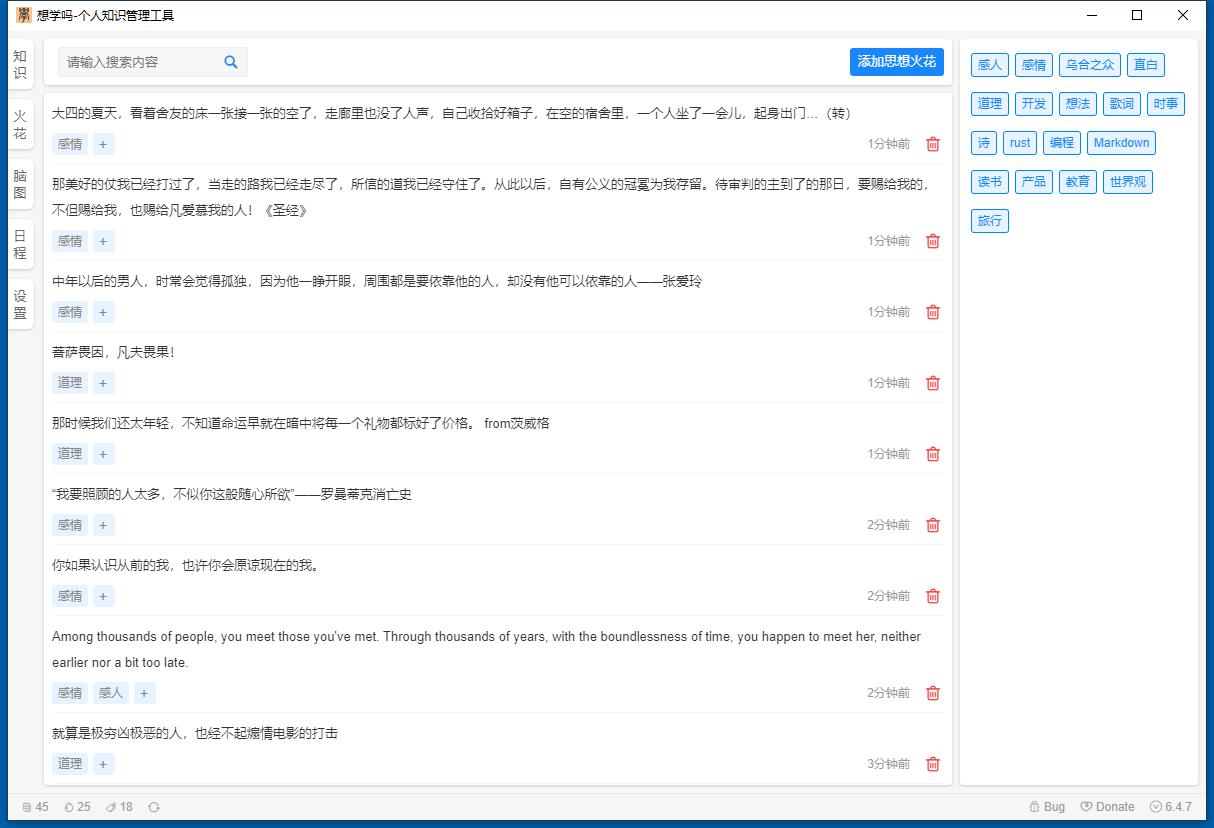 想学吗-个人知识管理工具
知识
火花
脑图
日程
设置
请输入搜索内容
添加思想火花
大四的夏天，看着舍友的床一张接一张的空了，走廊里也没了人声，自己收拾好箱子，在空的宿舍里，一个人坐了一会儿，起身出门…（转）
感情 + 1分钟前
那美好的仗我已经打过了，当走的路我已经走尽了，所信的道我已经守住了。从此以后，自有公义的冠冕为我存留。待审判的主到了的那日，要赐给我的，
不但赐给我，也赐给凡爱慕我的人！《圣经》
感情 + 1分钟前
中年以后的男人，时常会觉得孤独，因为他一睁开眼，周围都是要依靠他的人，却没有他可以依靠的人——张爱玲
感情 + 1分钟前
菩萨畏因，凡夫畏果！
道理 + 1分钟前
那时候我们还太年轻，不知道命运早就在暗中将每一个礼物都标好了价格。 from茨威格
道理 + 1分钟前
“我要照顾的人太多，不似你这般随心所欲”——罗曼蒂克消亡史
感情 + 2分钟前
你如果认识从前的我，也许你会原谅现在的我。
感情 + 2分钟前
Among thousands of people, you meet those you've met. Through thousands of years, with the boundlessness of time, you happen to meet her, neither
earlier nor a bit too late.
感情 感人 + 2分钟前
就算是极穷凶极恶的人，也经不起煽情电影的打击
道理 + 3分钟前
感人 感情 乌合之众 直白
道理 开发 想法 歌词 时事
诗 rust 编程 Markdown
读书 产品 教育 世界观
旅行
45 25 18
Bug Donate 6.4.7